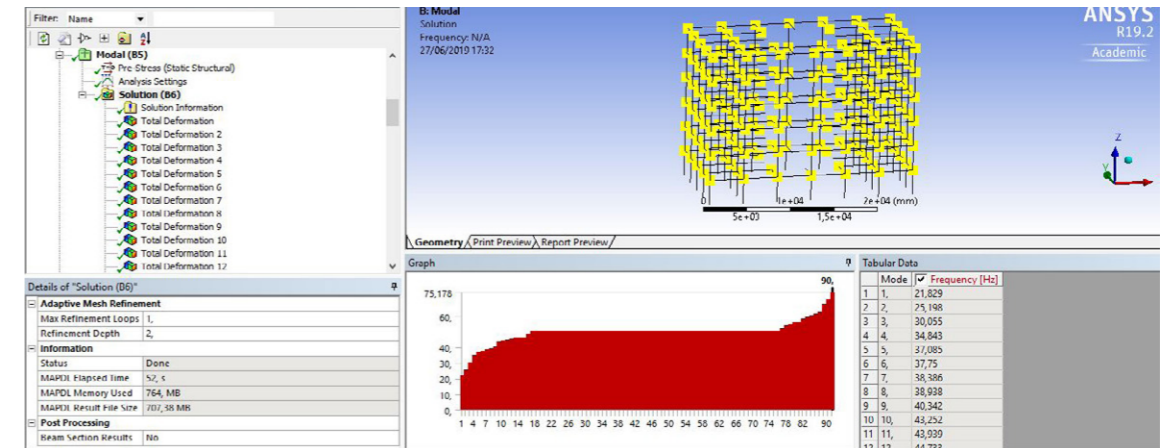 Filter: Name
Modal (B5)
Pre-Stress (Static Structural)
Analysis Settings
Solution (B6)
Solution Information
Total Deformation
Total Deformation 2
Total Deformation 3
Total Deformation 4
Total Deformation 5
Total Deformation 6
Total Deformation 7
Total Deformation 8
Total Deformation 9
Total Deformation 10
Total Deformation 11
Total Deformation 12
Details of "Solution (B6)"
Adaptive Mesh Refinement
Max Refinement Loops 1,
Refinement Depth 2,
Information
Status Done
MAPDL Elapsed Time 52, s
MAPDL Memory Used 764, MB
MAPDL Result File Size 707,38 MB
Post Processing
Beam Section Results No
B: Modal
Solution
Frequency: N/A
27/06/2019 17:32
ANSYS
R19.2
Academic
Z
Y
0 1e+04 2e+04 (mm)
5e+03 1,5e+04
Geometry Print Preview Report Preview
Graph
90,
75,178
60,
40,
30,
20,
10,
0,
1 4 7 10 14 18 22 26 30 34 38 42 46 50 54 58 62 66 70 74 78 82 90
Tabular Data
Mode Frequency [Hz]
1 1, 21,829
2 2, 25,198
3 3, 30,055
4 4, 34,843
5 5, 37,085
6 6, 37,75
7 7, 38,386
8 8, 38,938
9 9, 40,342
10 10, 43,252
11 11, 43,939
12 12, 44,733